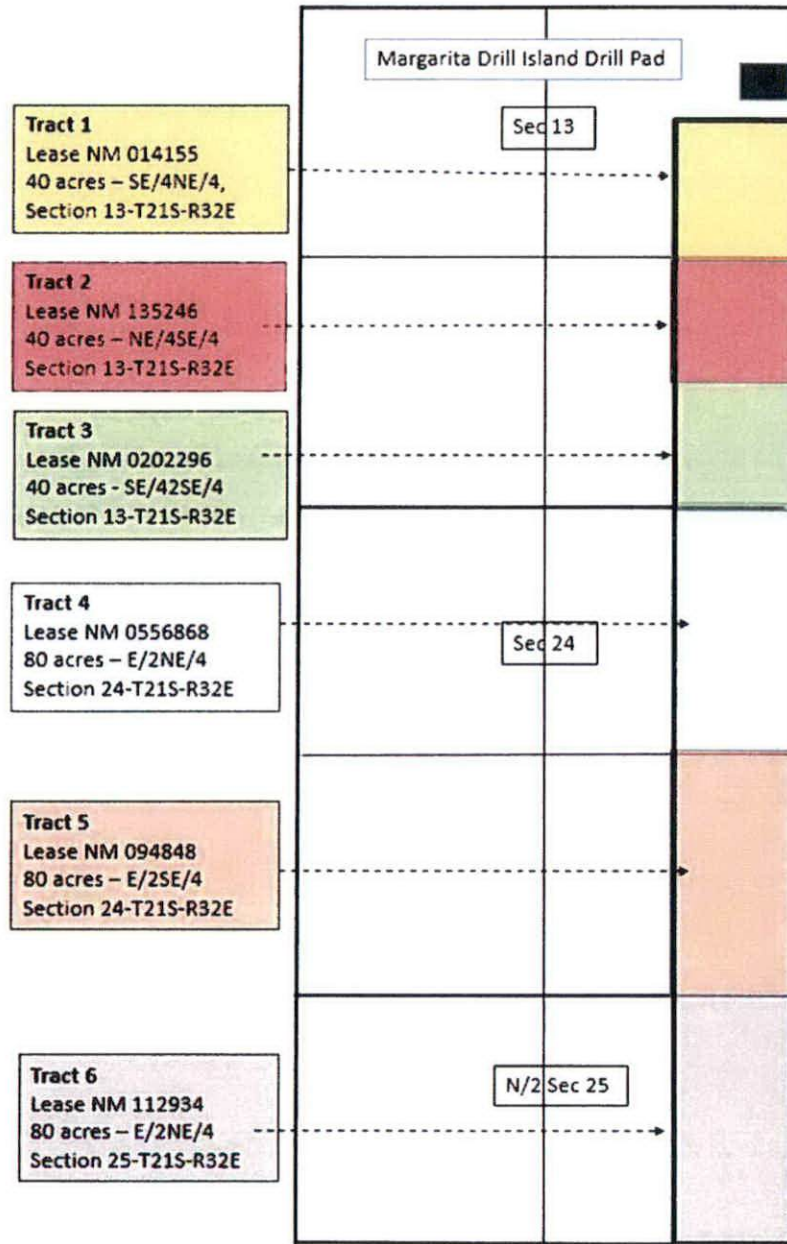 Margarita Drill Island Drill Pad
Tract 1
Lease NM 014155
40 acres – SE/4NE/4,
Section 13-T21S-R32E
Sec 13
Tract 2
Lease NM 135246
40 acres – NE/4SE/4
Section 13-T21S-R32E
Tract 3
Lease NM 0202296
40 acres - SE/42SE/4
Section 13-T21S-R32E
Tract 4
Lease NM 0556868
80 acres – E/2NE/4
Section 24-T21S-R32E
Sec 24
Tract 5
Lease NM 094848
80 acres – E/2SE/4
Section 24-T21S-R32E
Tract 6
Lease NM 112934
80 acres – E/2NE/4
Section 25-T21S-R32E
N/2 Sec 25